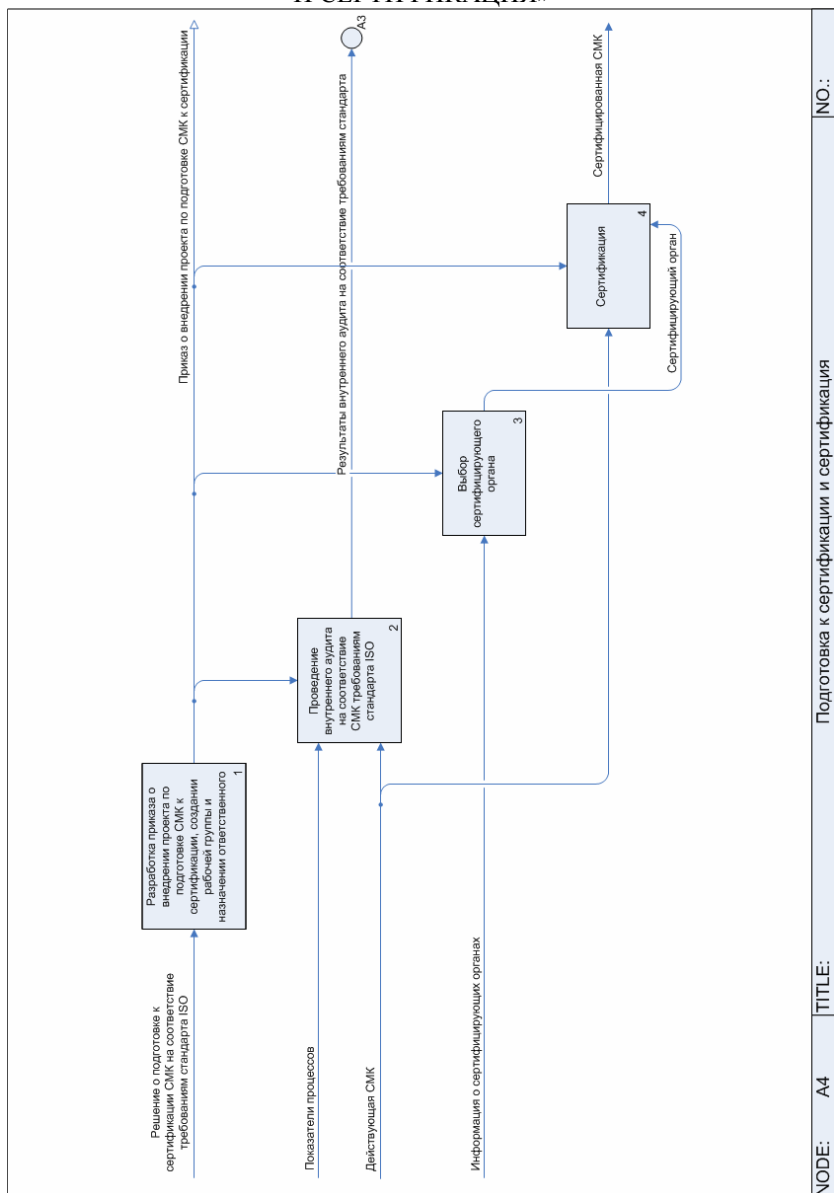 И СЕРТИФИКАЦИЯ»
Решение о подготовке к
сертификации СМК на соответствие
требованиям стандарта ISO
Разработка приказа о
внедрении проекта по
подготовке СМК к
сертификации, создании
рабочей группы и
назначении ответственного
1
Приказ о внедрении проекта по подготовке СМК к сертификации
Показатели процессов
Действующая СМК
Проведение
внутреннего аудита
на соответствие
СМК требованиям
стандарта ISO
2
Результаты внутреннего аудита на соответствие требованиям стандарта
A3
Информация о сертифицирующих органах
Выбор
сертифицирующего
органа
3
Сертифицирующий орган
Сертификация
4
Сертифицированная СМК
NODE:
A4
TITLE:
Подготовка к сертификации и сертификация
NO.: